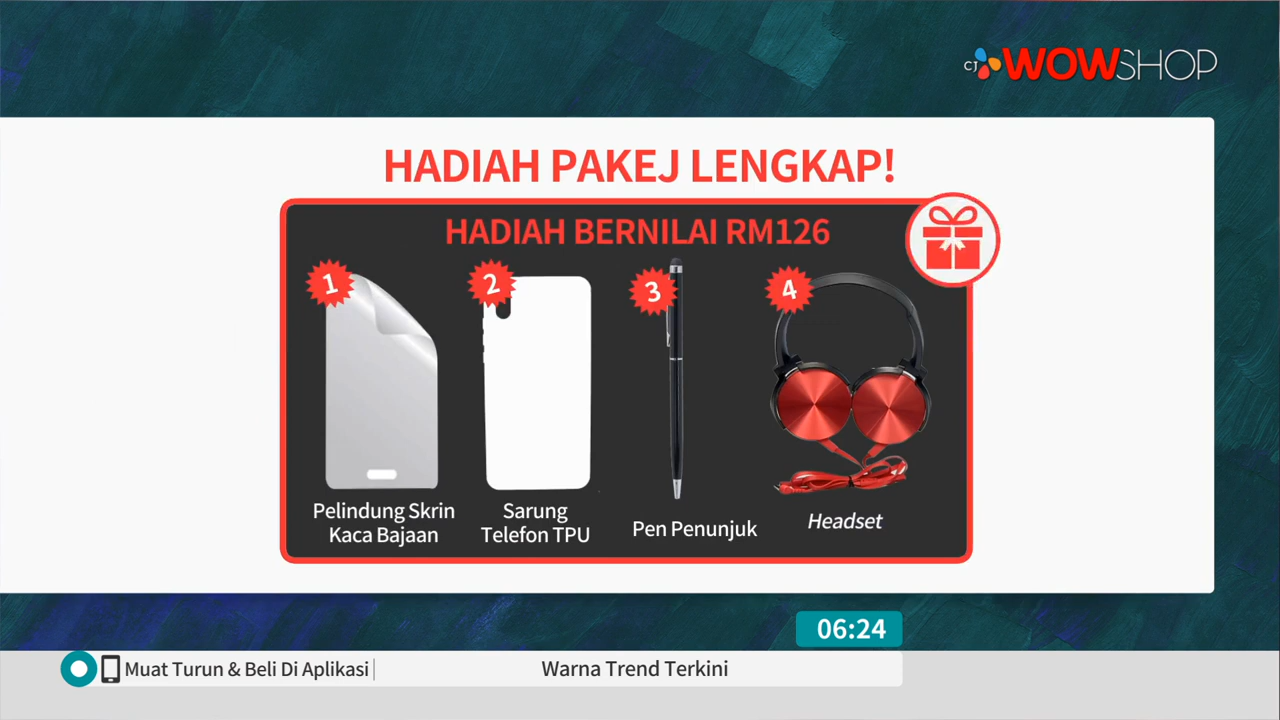 CJ WOWSHOP
HADIAH PAKEJ LENGKAP!
HADIAH BERNILAI RM126
1
2
3
4
Pelindung Skrin
Kaca Bajaan
Sarung
Telefon TPU
Pen Penunjuk
Headset
06:24
Muat Turun & Beli Di Aplikasi |
Warna Trend Terkini